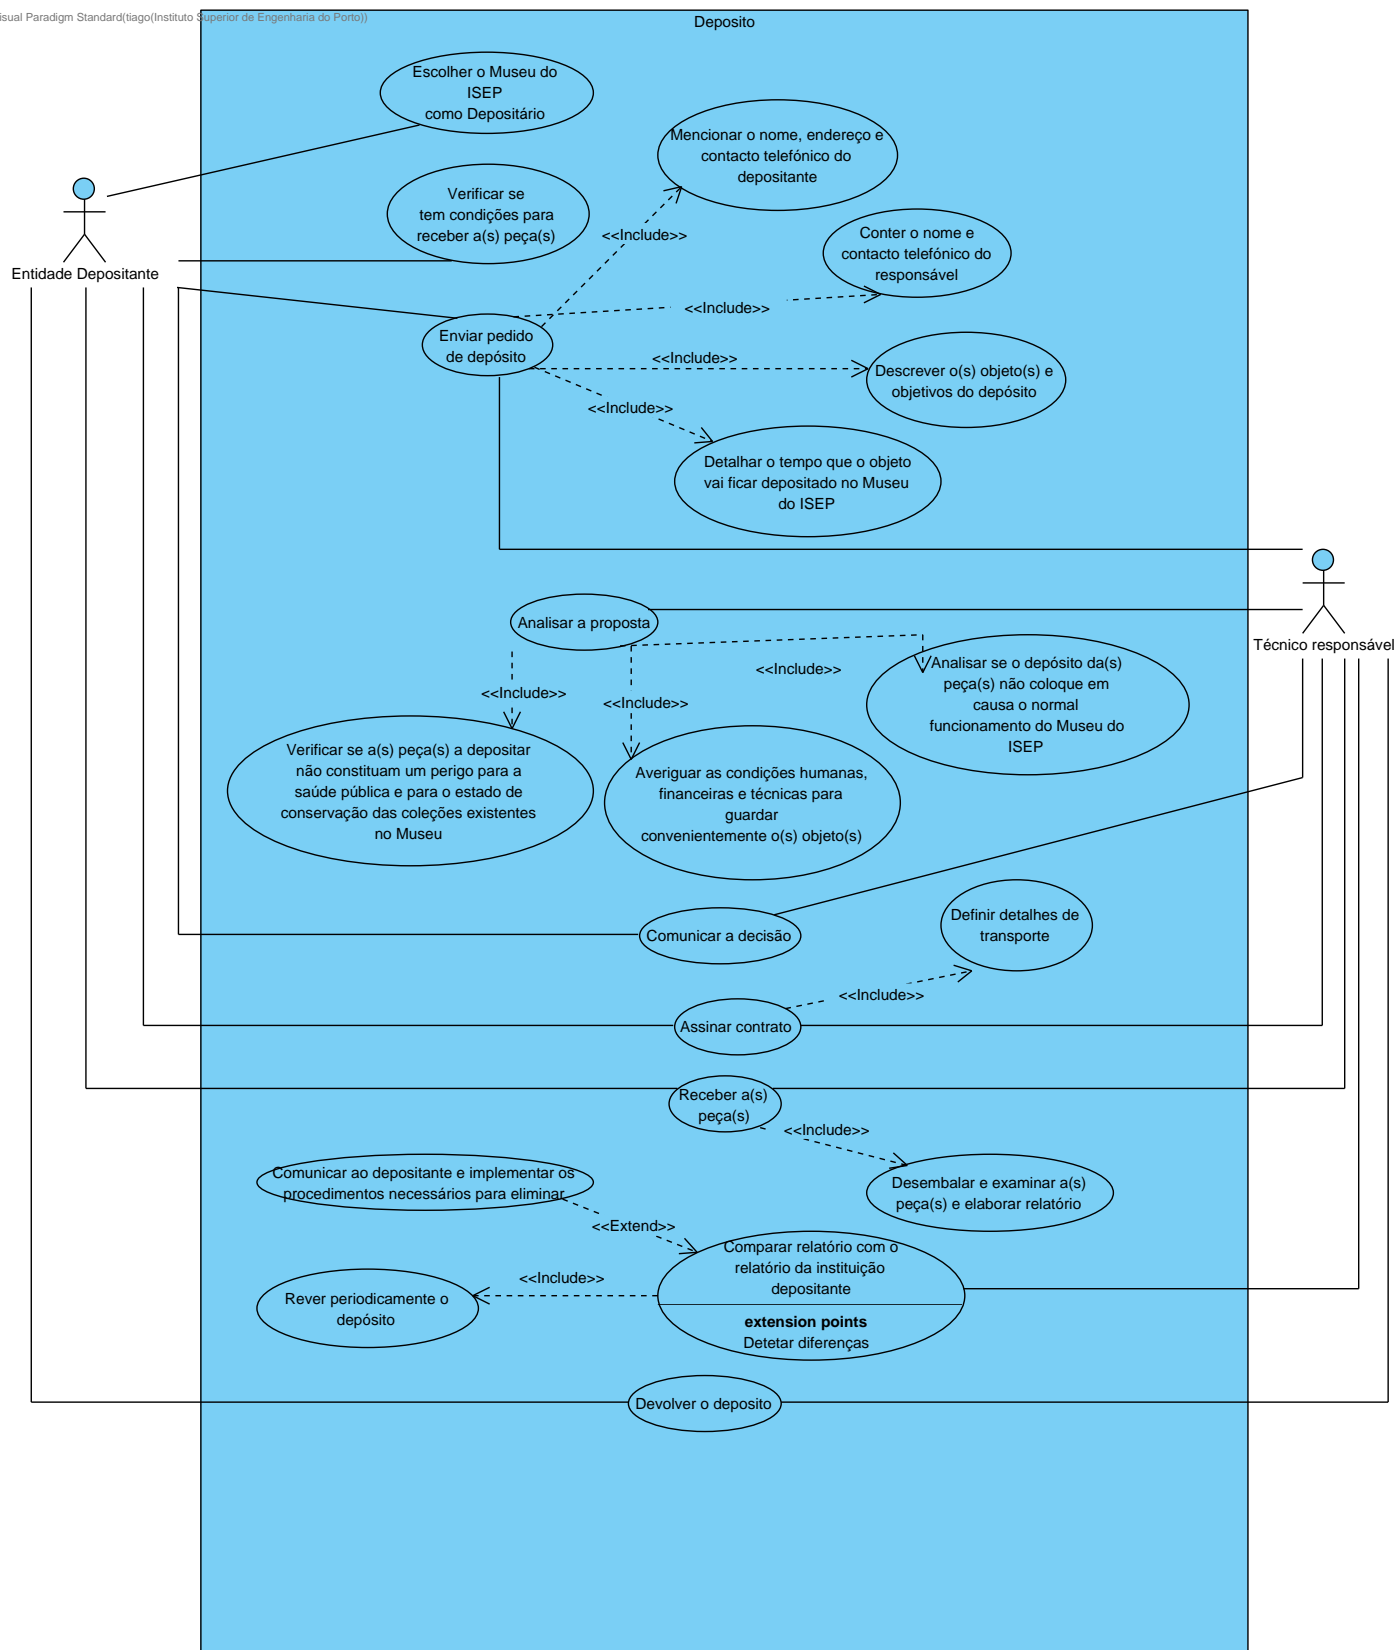 isual Paradigm Standard(tiago(Instituto Superior de Engenharia do Porto))
Deposito
Escolher o Museu do
ISEP
como Depositário
Mencionar o nome, endereço e
contacto telefónico do
depositante
Verificar se
tem condições para
receber a(s) peça(s)
<<Include>>
Conter o nome e
contacto telefónico do
responsável
Entidade Depositante
<<Include>>
Enviar pedido
de depósito
<<Include>>
Descrever o(s) objeto(s) e
objetivos do depósito
<<Include>>
Detalhar o tempo que o objeto
vai ficar depositado no Museu
do ISEP
Analisar a proposta
Técnico responsável
<<Include>>
<<Include>>
<<Include>>
Analisar se o depósito da(s)
peça(s) não coloque em
causa o normal
funcionamento do Museu do
ISEP
Verificar se a(s) peça(s) a depositar
não constituam um perigo para a
saúde pública e para o estado de
conservação das coleções existentes
no Museu
Averiguar as condições humanas,
financeiras e técnicas para
guardar
convenientemente o(s) objeto(s)
Definir detalhes de
transporte
Comunicar a decisão
<<Include>>
Assinar contrato
Receber a(s)
peça(s)
<<Include>>
Comunicar ao depositante e implementar os
procedimentos necessários para eliminar
Desembalar e examinar a(s)
peça(s) e elaborar relatório
<<Extend>>
Comparar relatório com o
relatório da instituição
depositante
extension points
Detetar diferenças
<<Include>>
Rever periodicamente o
depósito
Devolver o deposito